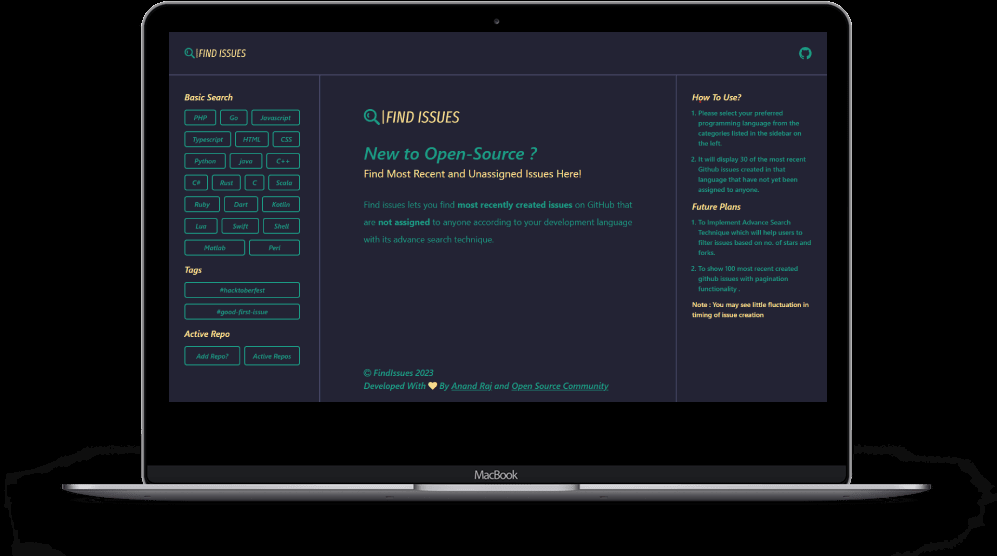 |FIND ISSUES
Basic Search
PHP Go Javascript
Typescript HTML CSS
Python java C++
C# Rust C Scala
Ruby Dart Kotlin
Lua Swift Shell
Matlab Perl
Tags
#hacktoberfest
#good-first-issue
Active Repo
Add Repo? Active Repos
|FIND ISSUES
New to Open-Source ?
Find Most Recent and Unassigned Issues Here!
Find issues lets you find most recently created issues on GitHub that
are not assigned to anyone according to your development language
with its advance search technique.
© FindIssues 2023
Developed With By Anand Raj and Open Source Community
How To Use?
1. Please select your preferred
programming language from the
categories listed in the sidebar on
the left.
2. It will display 30 of the most recent
Github issues created in that
language that have not yet been
assigned to anyone.
Future Plans
1. To Implement Advance Search
Technique which will help users to
filter issues based on no. of stars and
forks.
2. To show 100 most recent created
github issues with pagination
functionality .
Note : You may see little fluctuation in
timing of issue creation
MacBook